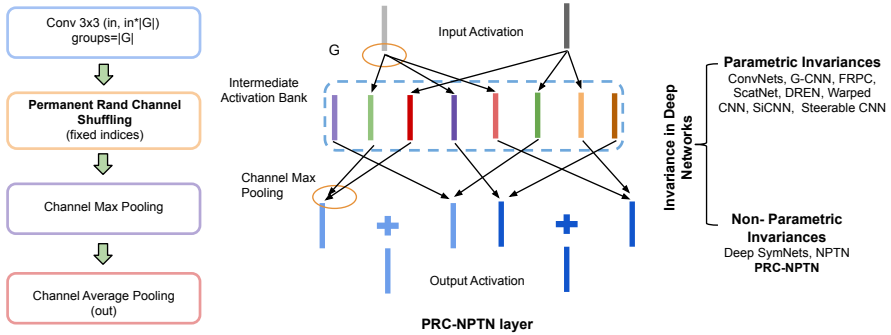 Conv 3x3 (in, in*|G|)
groups=|G|
Permanent Rand Channel
Shuffling
(fixed indices)
Channel Max Pooling
Channel Average Pooling
(out)
G
Input Activation
Intermediate
Activation Bank
Channel Max
Pooling
Output Activation
PRC-NPTN layer
Invariance in Deep
Networks
Parametric Invariances
ConvNets, G-CNN, FRPC,
ScatNet, DREN, Warped
CNN, SiCNN, Steerable CNN
Non- Parametric
Invariances
Deep SymNets, NPTN
PRC-NPTN